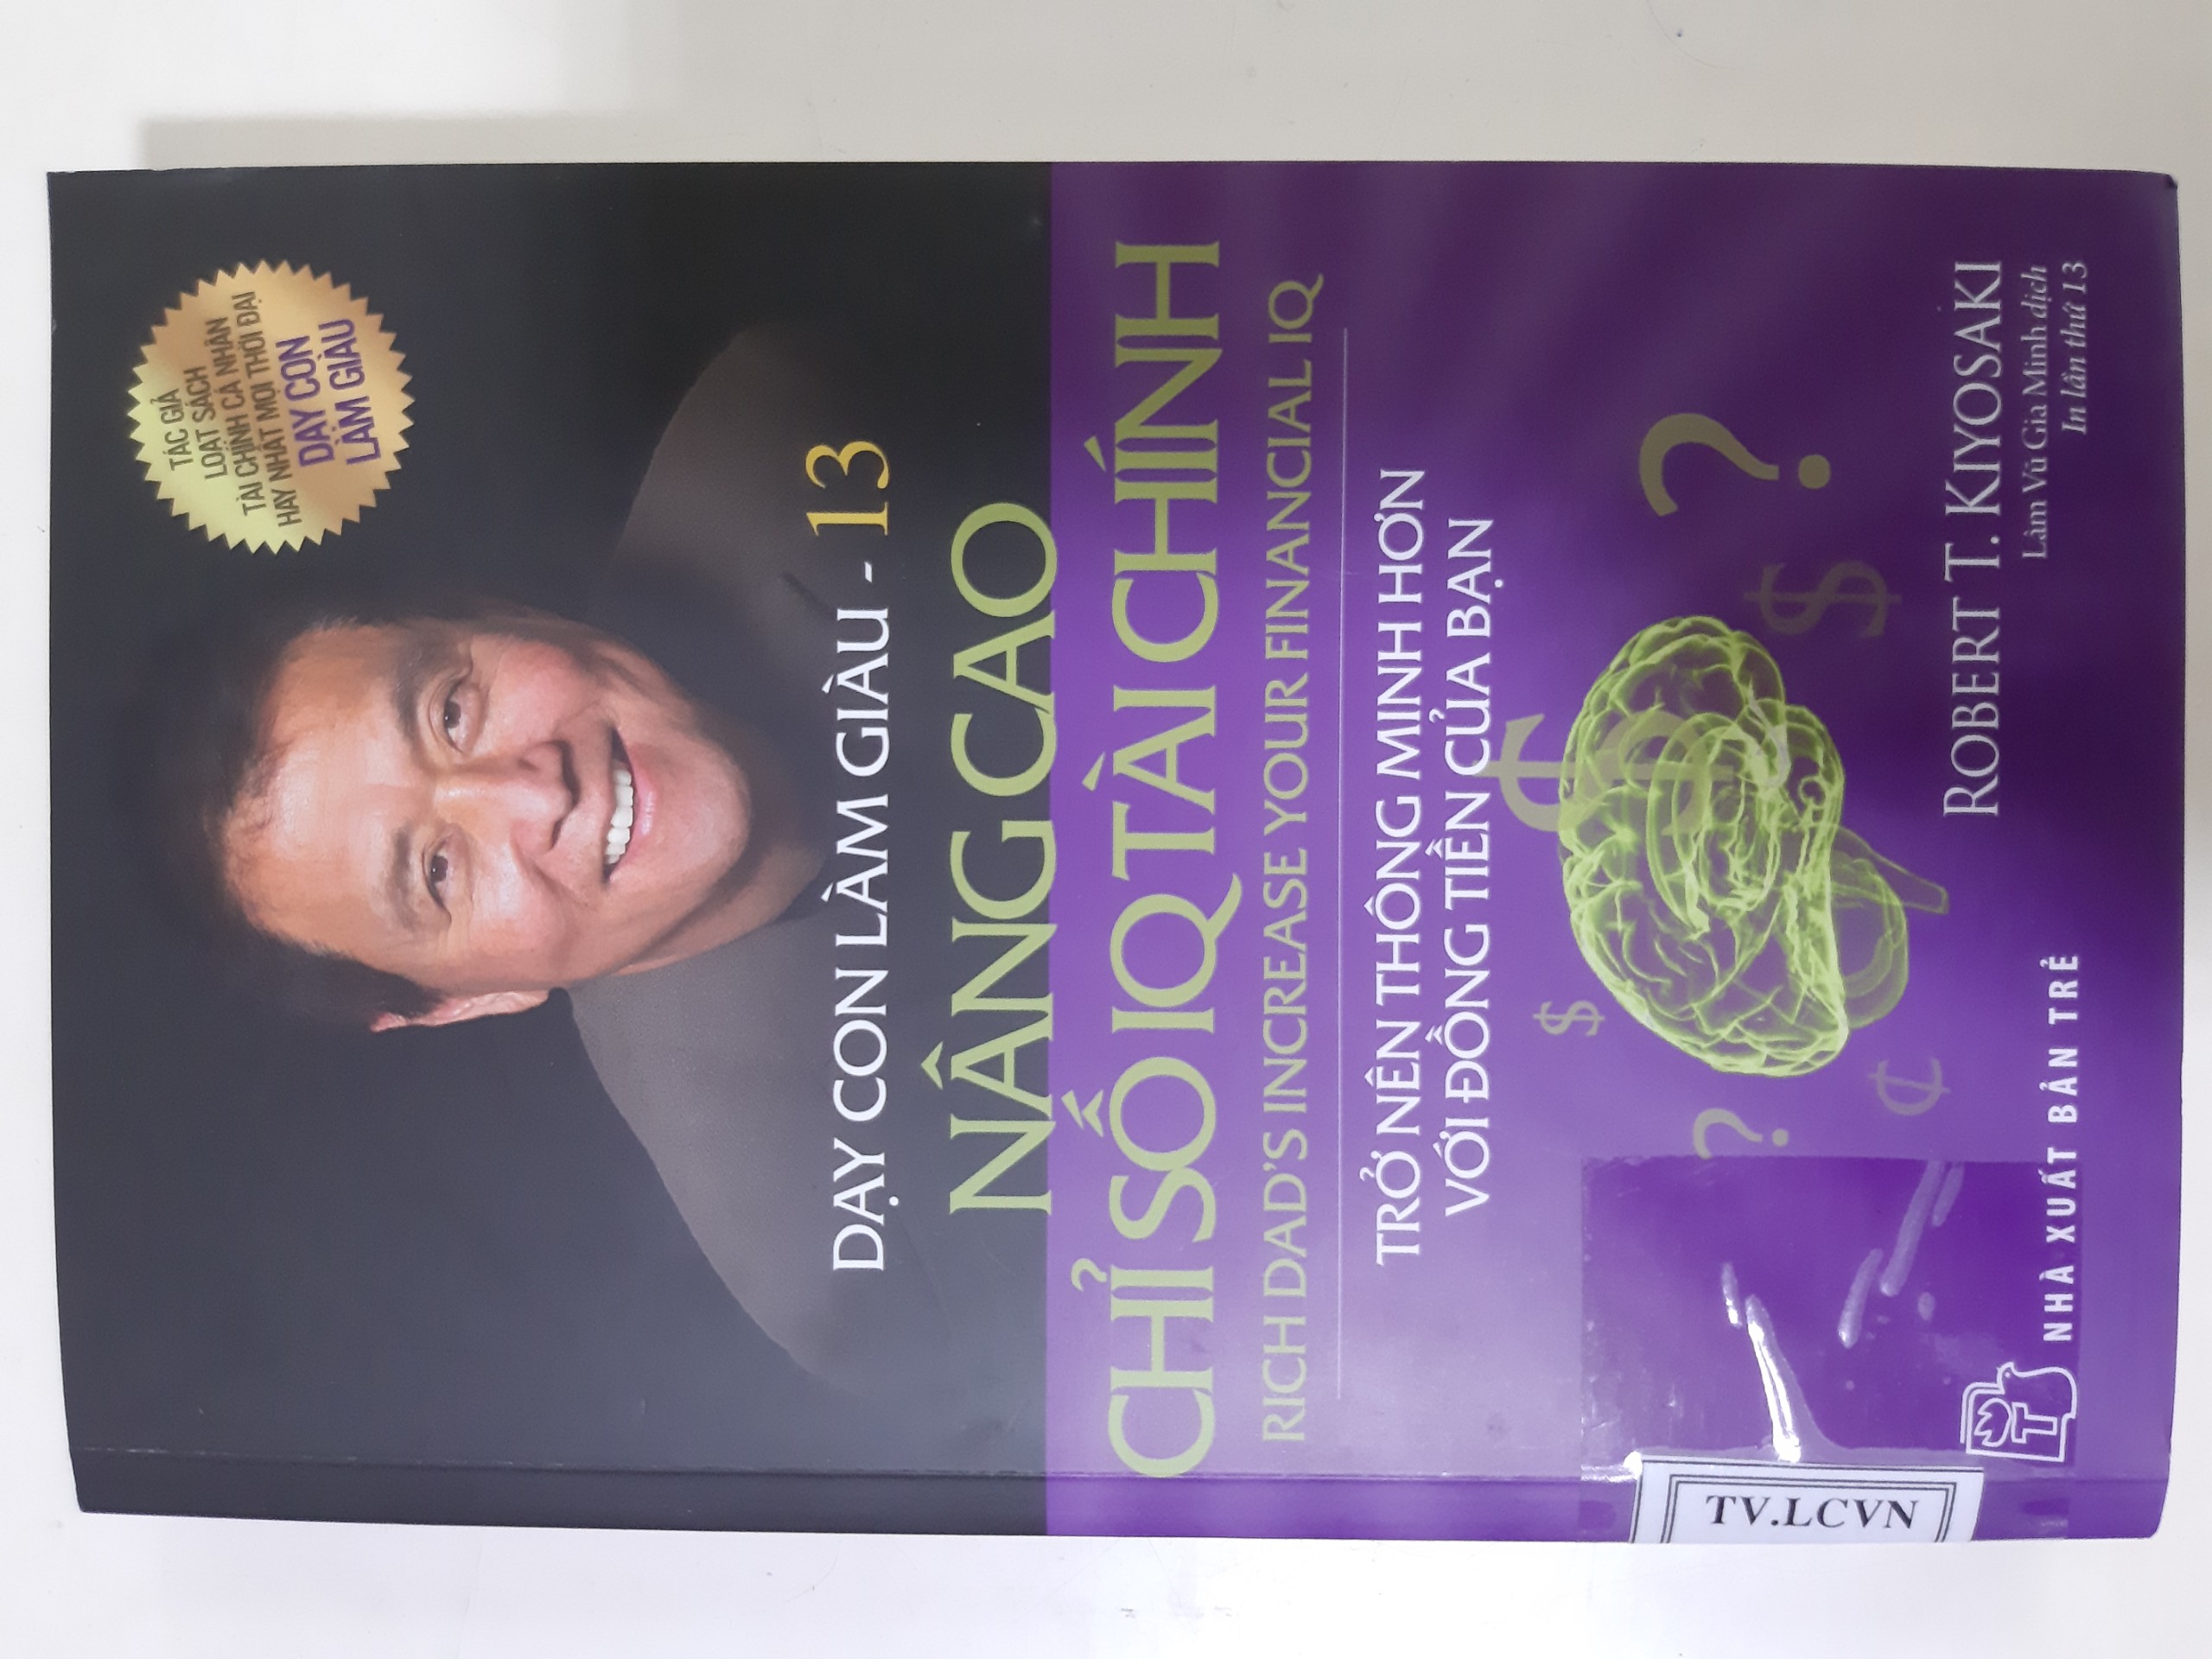 TÁC GIẢ
LOẠT SÁCH
TÀI CHÍNH CÁ NHÂN
HAY NHẤT MỌI THỜI ĐẠI
DẠY CON
LÀM GIÀU
DẠY CON LÀM GIÀU - 13
NÂNG CAO
CHỈ SỐ IQ TÀI CHÍNH
RICH DAD'S INCREASE YOUR FINANCIAL IQ
TRỞ NÊN THÔNG MINH HƠN
VỚI ĐỒNG TIỀN CỦA BẠN
$
$
?
?
$
₵
TV.LCVN
ROBERT T. KIYOSAKI
Lâm Vũ Gia Minh dịch
In lần thứ 13
T
NHÀ XUẤT BẢN TRẺ